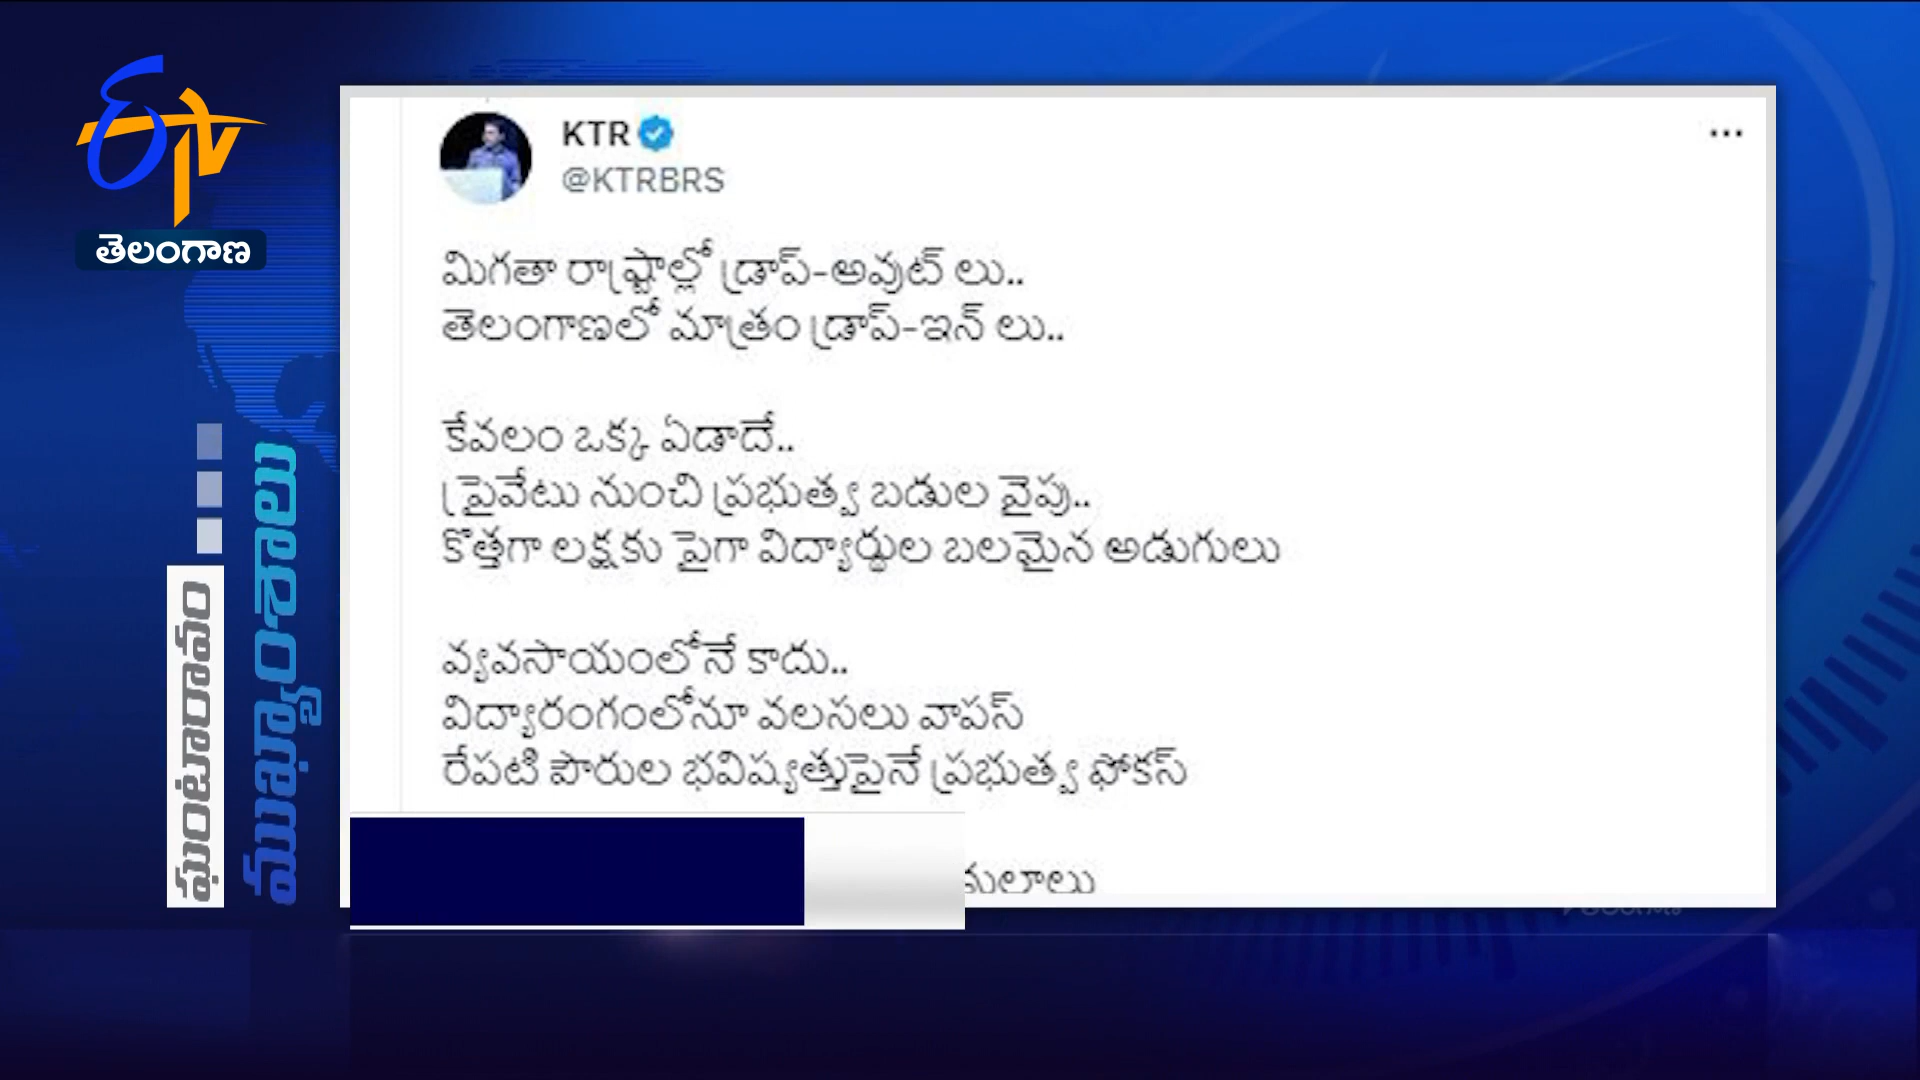 ETV
తెలంగాణ
ఘంటారావం
ముఖ్యాంశాలు
KTR
@KTRBRS
మిగతా రాష్ట్రాల్లో డ్రాప్-అవుట్ లు..
తెలంగాణలో మాత్రం డ్రాప్-ఇన్ లు..
కేవలం ఒక్క ఏడాదే..
ప్రైవేటు నుంచి ప్రభుత్వ బడుల వైపు..
కొత్తగా లక్షకు పైగా విద్యార్థుల బలమైన అడుగులు
వ్యవసాయంలోనే కాదు..
విద్యారంగంలోనూ వలసలు వాపస్
రేపటి పౌరుల భవిష్యత్తుపైనే ప్రభుత్వ ఫోకస్